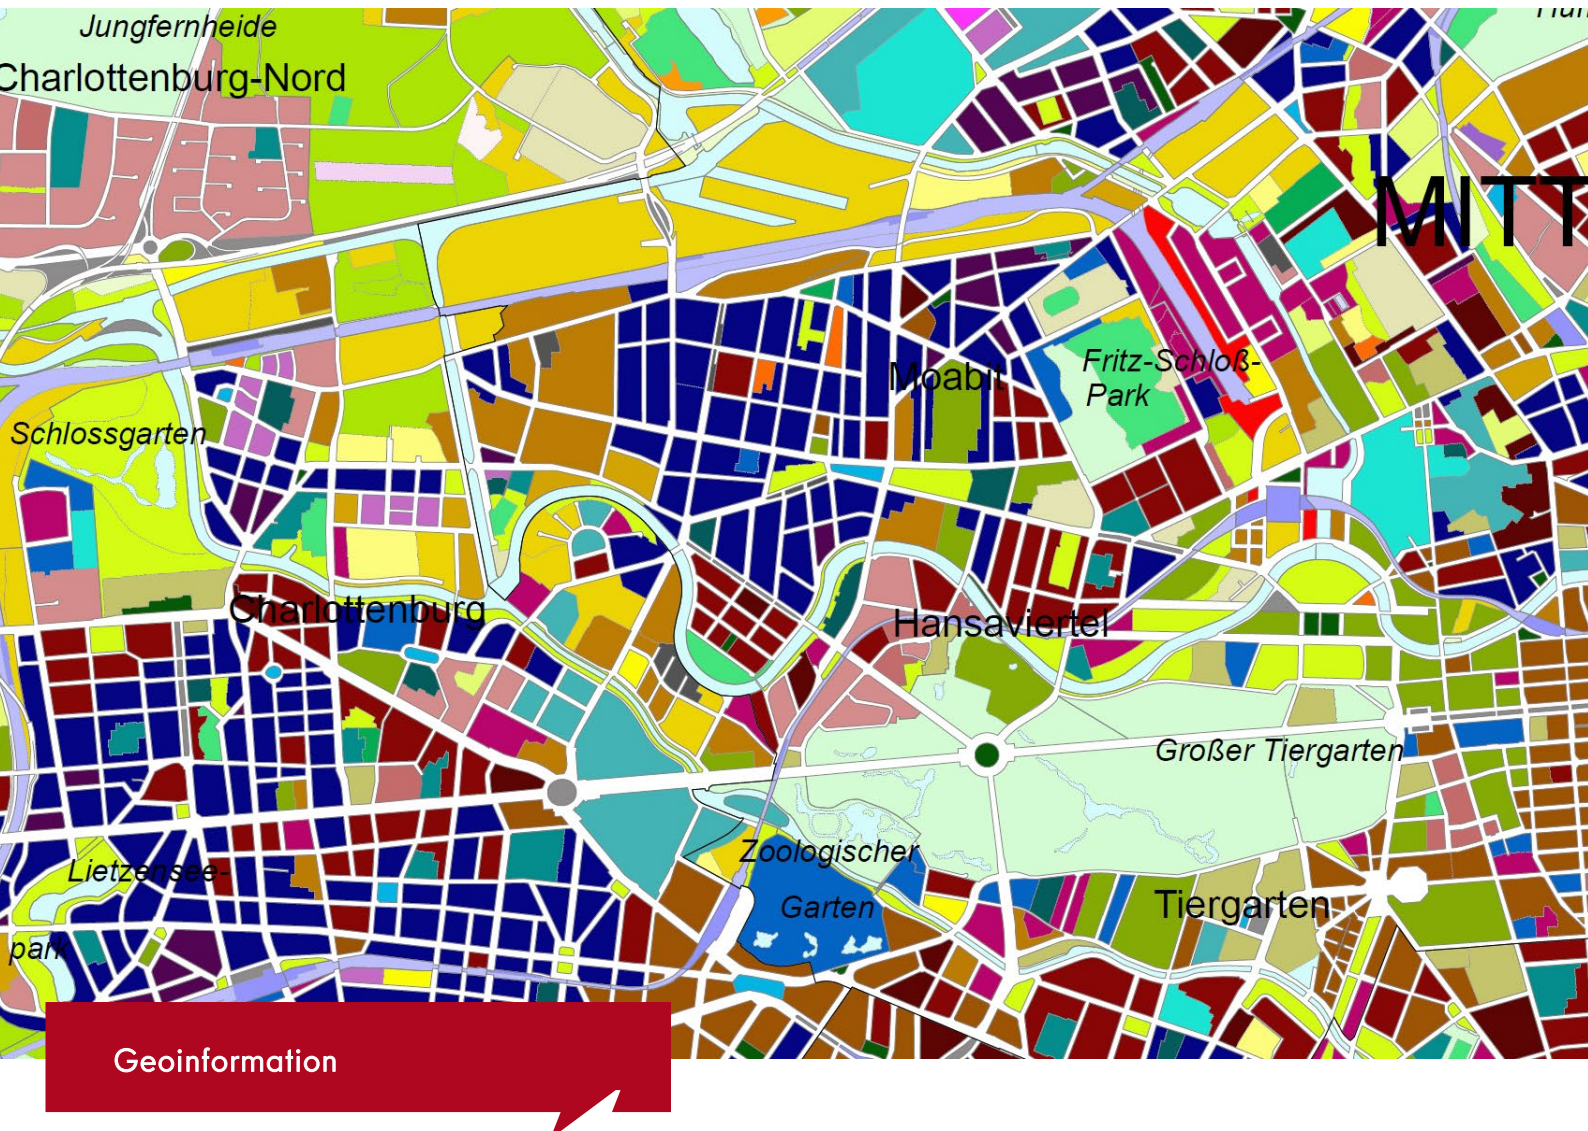 Jungfernheide
Charlottenburg-Nord
MITT
Moabit
Fritz-Schloß-
Park
Schlossgarten
Charlottenburg
Hansaviertel
Großer Tiergarten
Zoologischer
Garten
Lietzensee-
park
Tiergarten
Geoinformation